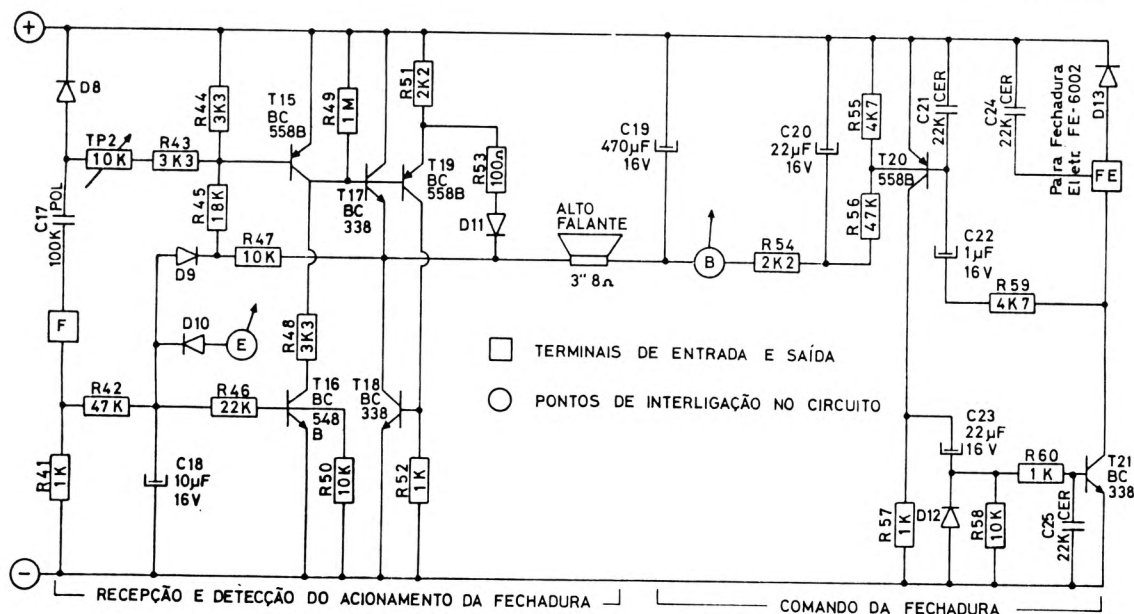 +
D8
TP2
10K
R43
3K3
R44
3K3
R45
18K
T15
BC
558B
R49
1M
R51
2K2
T17
BC
338
T19
BC
558B
R53
100Ω
D11
C17
100K
POL
D9
R47
10K
D10
E
F
R42
47K
R46
22K
R48
3K3
T16
BC
548
B
T18
BC
338
R41
1K
C18
10µF
16V
R50
10K
R52
1K
ALTO
FALANTE
3" 8Ω
C19
470µF
16V
C20
22µF
16V
B
R54
2K2
R55
4K7
R56
47K
T20
558B
C21
22K
CER
C24
22K
CER
Para Fechadura
Eletr. FE-6002
D13
FE
C22
1µF
16V
R59
4K7
TERMINAIS DE ENTRADA E SAÍDA
PONTOS DE INTERLIGAÇÃO NO CIRCUITO
C23
22µF
16V
R57
1K
D12
R58
10K
R60
1K
C25
22K
CER
T21
BC
338
−
RECEPÇÃO E DETECÇÃO DO ACIONAMENTO DA FECHADURA
COMANDO DA FECHADURA